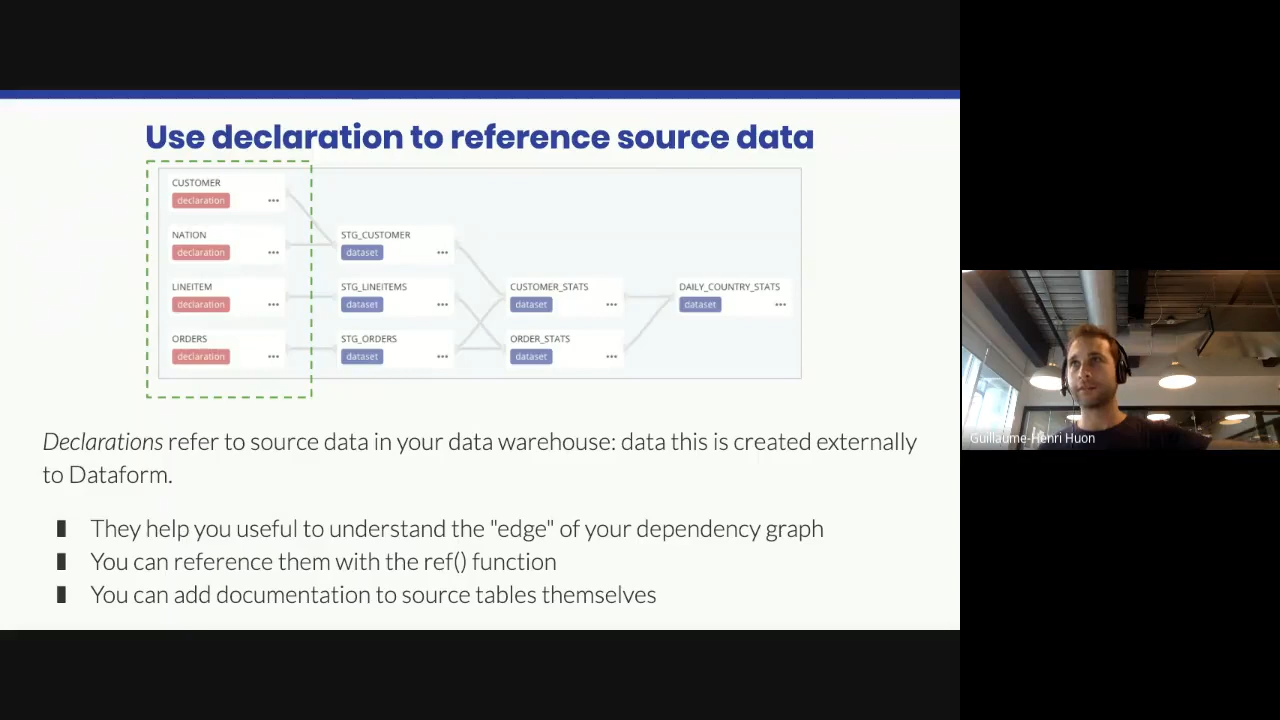 Use declaration to reference source data
CUSTOMER
declaration
NATION
declaration
LINEITEM
declaration
ORDERS
declaration
STG_CUSTOMER
dataset
STG_LINEITEMS
dataset
STG_ORDERS
dataset
CUSTOMER_STATS
dataset
ORDER_STATS
dataset
DAILY_COUNTRY_STATS
dataset
Declarations refer to source data in your data warehouse: data this is created externally
to Dataform.
They help you useful to understand the "edge" of your dependency graph
You can reference them with the ref() function
You can add documentation to source tables themselves
Guillaume-Henri Huon